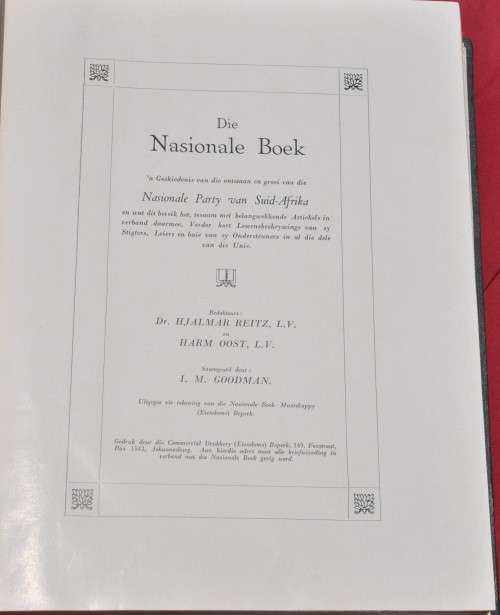 Die
Nasionale Boek
'n Geskiedenis van die ontstaan en groei van die
Nasionale Party van Suid-Afrika
en wat dit bereik het, tesaam met belangwekkende Artiekels in
verband daarmee. Verder kort Lewensbeskrywings van sy
Stigters, Leiers en baie van sy Ondersteuners in al die dele
van die Unie.
Redakteurs:
Dr. HJALMAR REITZ, L.V.
en
HARM OOST, L.V.
Saamgestel deur:
I. M. GOODMAN.
Uitgegee vir rekening van die Nasionale Boek Maatskappy
(Eiendoms) Beperk.
Gedruk deur die Commercial Drukkery (Eiendoms) Beperk, Foxstraat,
Bus 1543, Johannesburg. Aan hierdie adres moet alle briefwisseling in
verband met die Nasionale Boek gerig word.